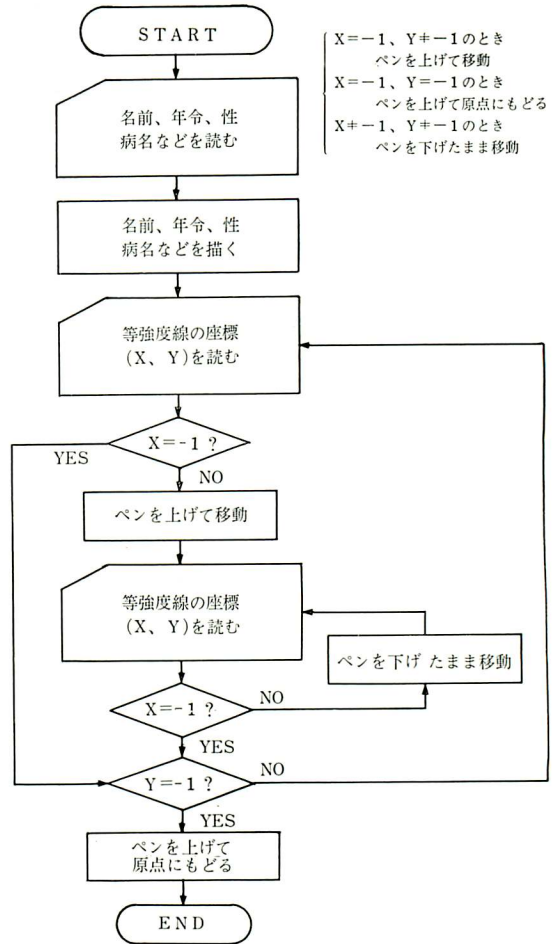 START
X=-1、Y≠-1のとき
ペンを上げて移動
X=-1、Y=-1のとき
ペンを上げて原点にもどる
X≠-1、Y≠-1のとき
ペンを下げたまま移動
名前、年令、性
病名などを読む
名前、年令、性
病名などを描く
等強度線の座標
(X、Y)を読む
X=-1 ?
YES
NO
ペンを上げて移動
等強度線の座標
(X、Y)を読む
ペンを下げ たまま移動
X=-1 ?
NO
YES
Y=-1 ?
NO
YES
ペンを上げて
原点にもどる
END